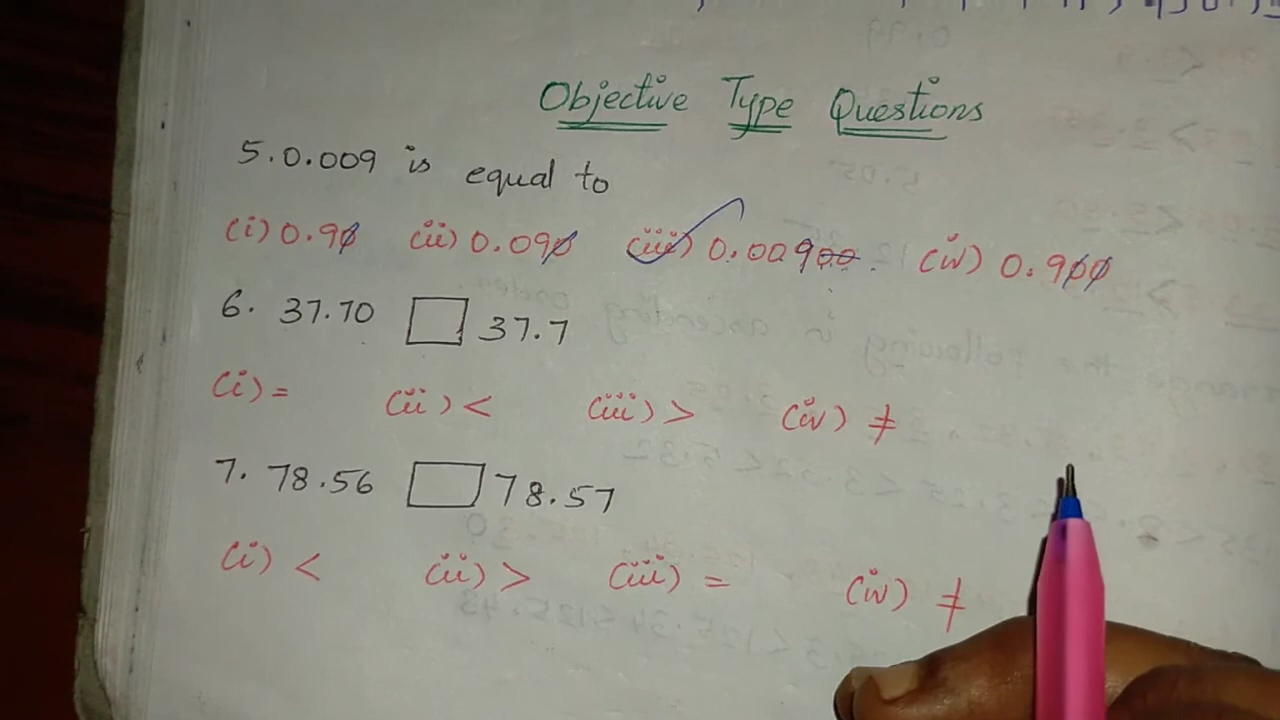 Objective Type Questions
5. 0.009 is equal to
(i) 0.90 (ii) 0.090 (iii) 0.00900. (iv) 0.900
6. 37.70 □ 37.7
(i) = (ii) < (iii) > (iv) ≠
7. 78.56 □ 78.57
(i) < (ii) > (iii) = (iv) ≠